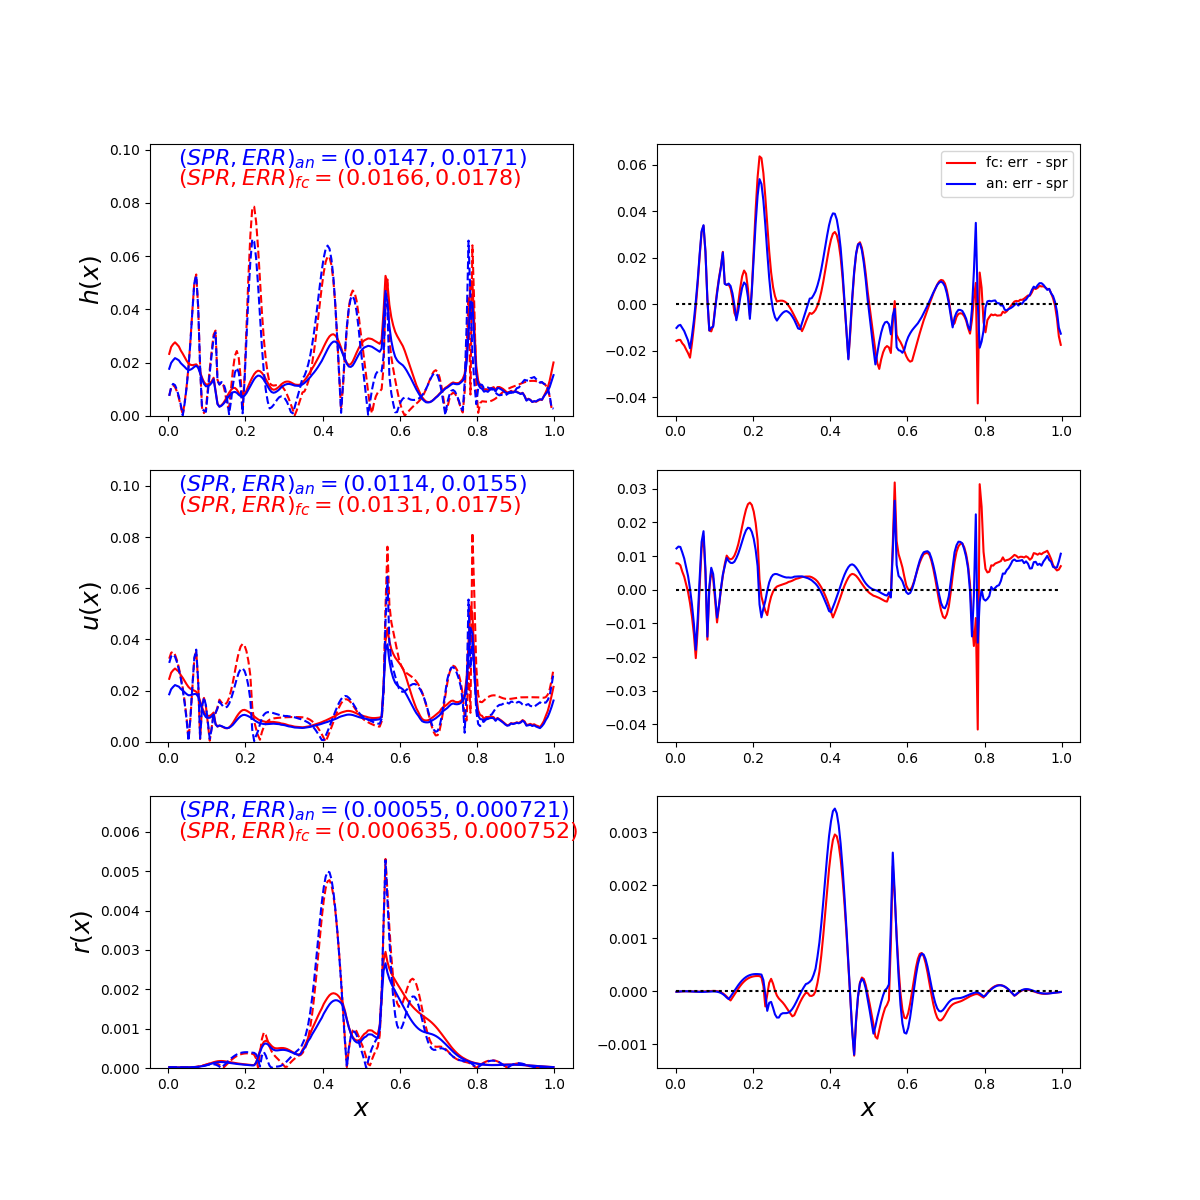 (SPR, ERR)an = (0.0147, 0.0171)
(SPR, ERR)fc = (0.0166, 0.0178)
h(x)
0.10
0.08
0.06
0.04
0.02
0.00
0.0 0.2 0.4 0.6 0.8 1.0
fc: err - spr
an: err - spr
0.06
0.04
0.02
0.00
−0.02
−0.04
0.0 0.2 0.4 0.6 0.8 1.0
(SPR, ERR)an = (0.0114, 0.0155)
(SPR, ERR)fc = (0.0131, 0.0175)
u(x)
0.10
0.08
0.06
0.04
0.02
0.00
0.0 0.2 0.4 0.6 0.8 1.0
0.03
0.02
0.01
0.00
−0.01
−0.02
−0.03
−0.04
0.0 0.2 0.4 0.6 0.8 1.0
(SPR, ERR)an = (0.00055, 0.000721)
(SPR, ERR)fc = (0.000635, 0.000752)
r(x)
0.006
0.005
0.004
0.003
0.002
0.001
0.000
0.0 0.2 0.4 0.6 0.8 1.0
x
0.003
0.002
0.001
0.000
−0.001
0.0 0.2 0.4 0.6 0.8 1.0
x